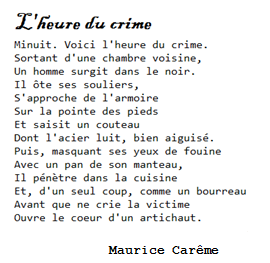 L'heure du crime
Minuit. Voici l'heure du crime.
Sortant d'une chambre voisine,
Un homme surgit dans le noir.
Il ôte ses souliers,
S'approche de l'armoire
Sur la pointe des pieds
Et saisit un couteau
Dont l'acier luit, bien aiguisé.
Puis, masquant ses yeux de fouine
Avec un pan de son manteau,
Il pénètre dans la cuisine
Et, d'un seul coup, comme un bourreau
Avant que ne crie la victime
Ouvre le coeur d'un artichaut.
Maurice Carême